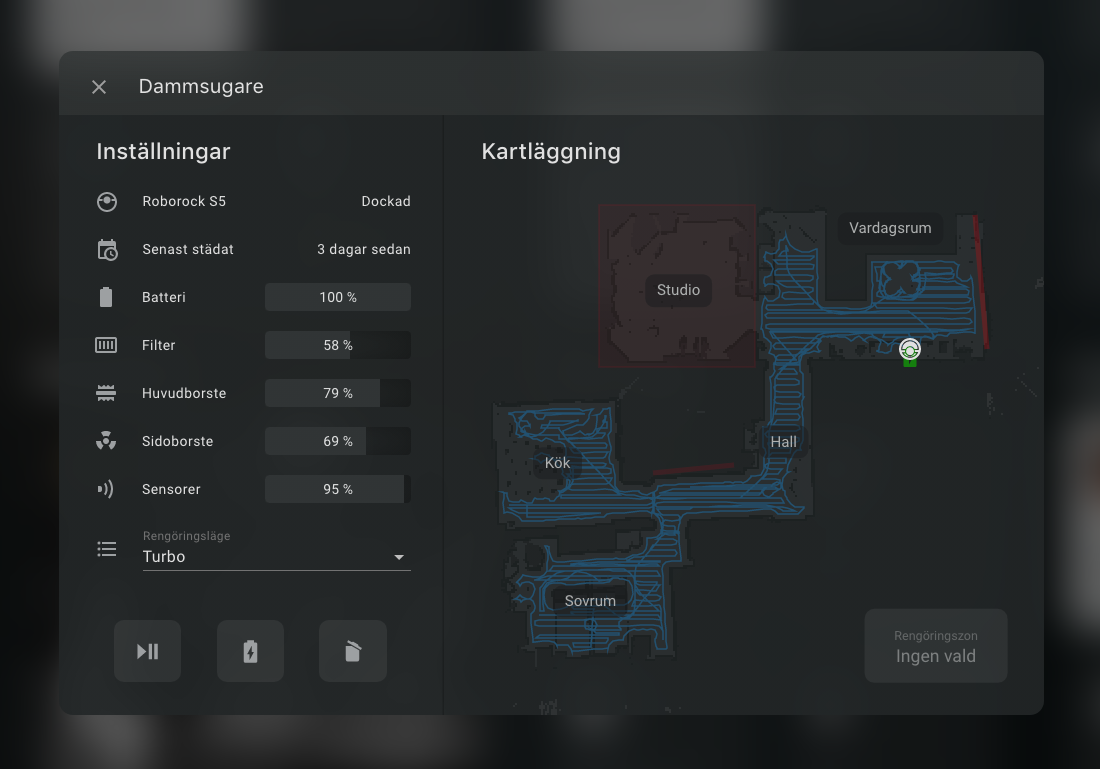 Dammsugare
Inställningar
Roborock S5 Dockad
Senast städat 3 dagar sedan
Batteri 100 %
Filter 58 %
Huvudborste 79 %
Sidoborste 69 %
Sensorer 95 %
Rengöringsläge
Turbo
Kartläggning
Vardagsrum
Studio
Hall
Kök
Sovrum
Rengöringszon
Ingen vald